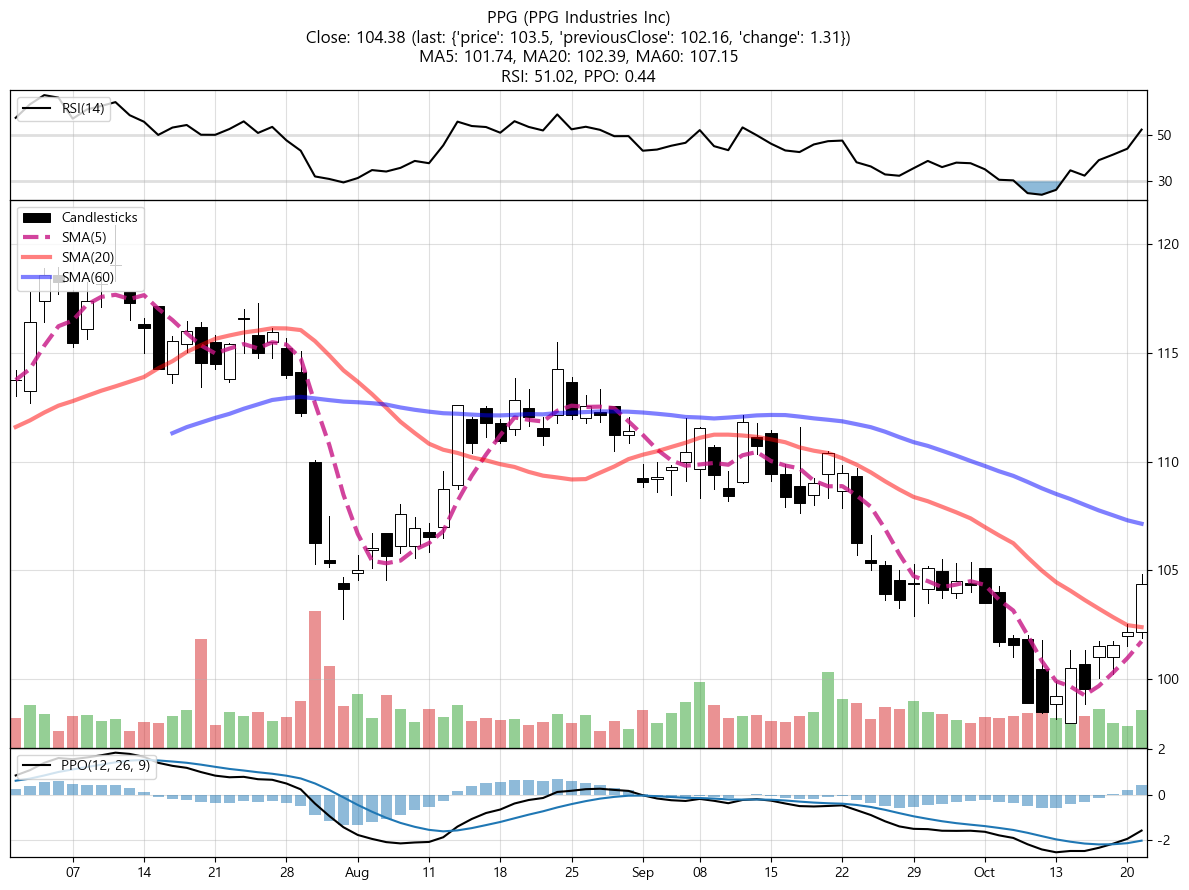 PPG (PPG Industries Inc)
Close: 104.38 (last: {'price': 103.5, 'previousClose': 102.16, 'change': 1.31})
MA5: 101.74, MA20: 102.39, MA60: 107.15
RSI: 51.02, PPO: 0.44
RSI(14)
50
30
Candlesticks
SMA(5)
SMA(20)
SMA(60)
120
115
110
105
100
PPO(12, 26, 9)
2
0
-2
07 14 21 28 Aug 11 18 25 Sep 08 15 22 29 Oct 13 20